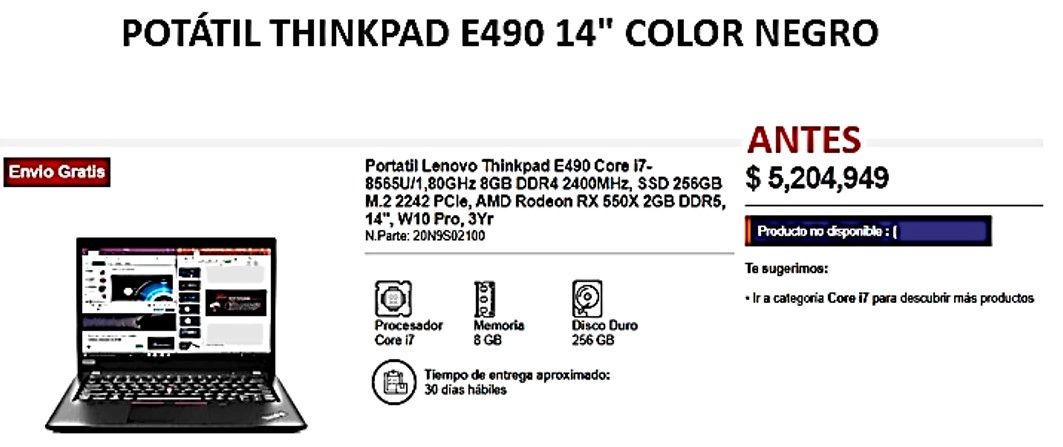 POTÁTIL THINKPAD E490 14" COLOR NEGRO
Envio Gratis
Portatil Lenovo Thinkpad E490 Core i7-
8565U/1,80GHz 8GB DDR4 2400MHz, SSD 256GB
M.2 2242 PCIe, AMD Rodeon RX 550X 2GB DDR5,
14", W10 Pro, 3Yr
N.Parte: 20N9S02100
Procesador
Core i7
Memoria
8 GB
Disco Duro
256 GB
Tiempo de entrega aproximado:
30 días hábiles
ANTES
$ 5,204,949
Producto no disponible : (
Te sugerimos:
• Ir a categoría Core i7 para descubrir más productos